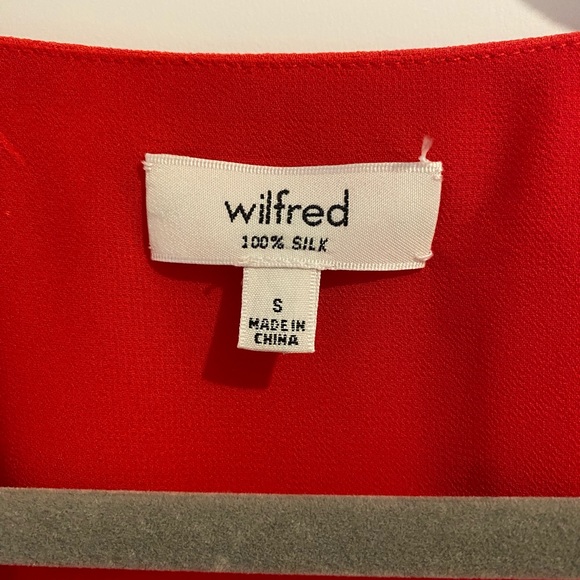 wilfred
100% SILK
S
MADE IN
CHINA